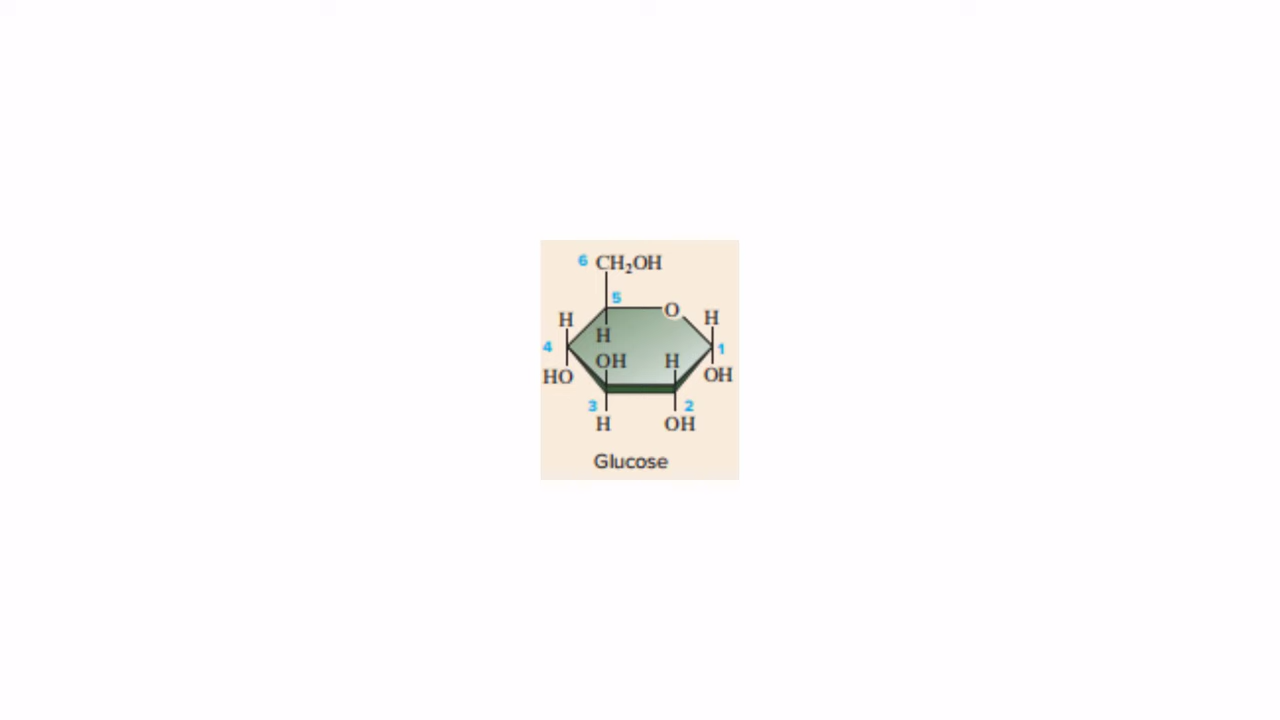 6 CH₂OH
5
H O H
4 H 1
OH H
HO OH
3 2
H OH
Glucose